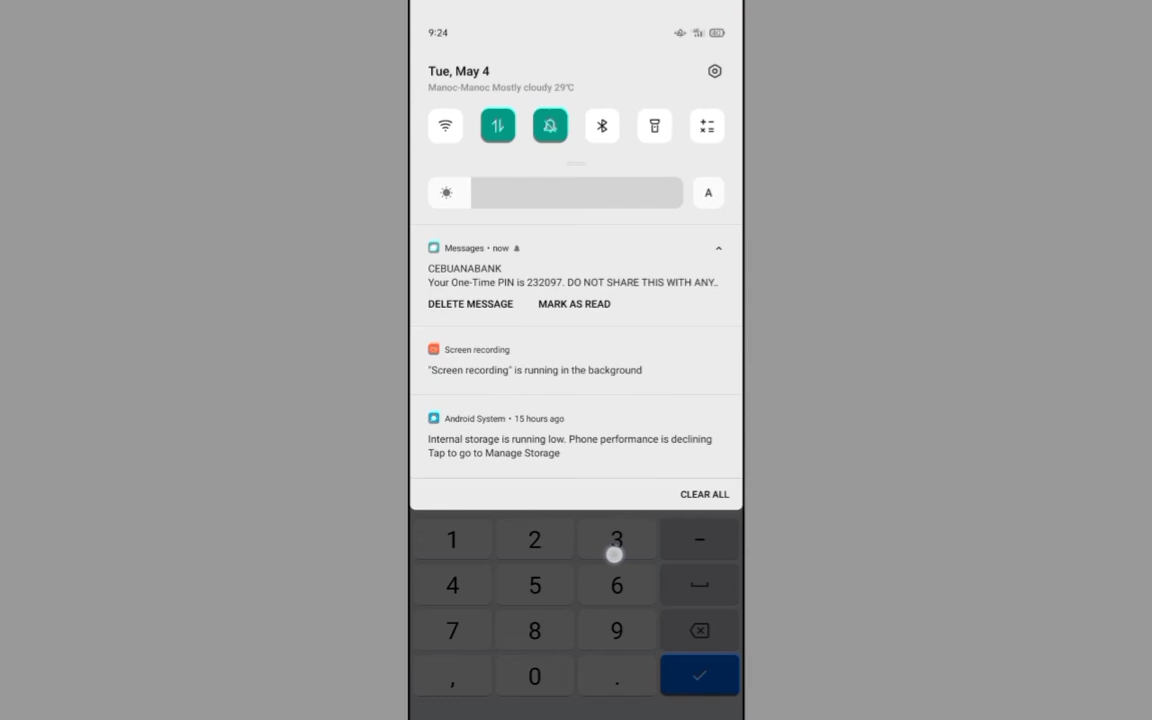 9:24
Tue, May 4
Manoc-Manoc Mostly cloudy 29°C
A
Messages • now
CEBUANABANK
Your One-Time PIN is 232097. DO NOT SHARE THIS WITH ANY..
DELETE MESSAGE MARK AS READ
Screen recording
"Screen recording" is running in the background
Android System • 15 hours ago
Internal storage is running low. Phone performance is declining
Tap to go to Manage Storage
CLEAR ALL
1 2 3 -
4 5 6
7 8 9
, 0 .